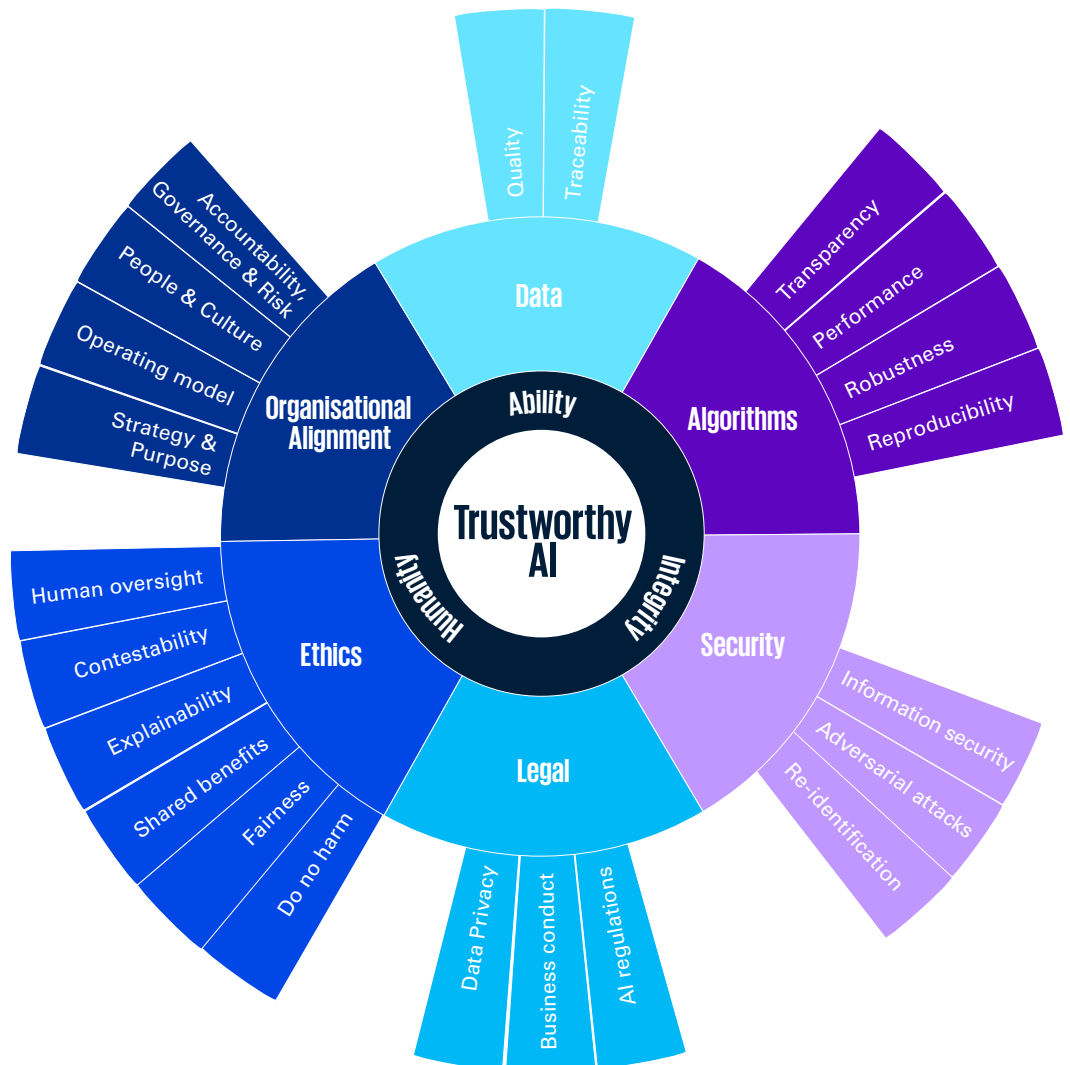 Trustworthy
AI
Ability
Integrity
Humanity
Data
Quality
Traceability
Algorithms
Transparency
Performance
Robustness
Reproducibility
Security
Information security
Adversarial attacks
Re-identification
Legal
AI regulations
Business conduct
Data Privacy
Ethics
Do no harm
Fairness
Shared benefits
Explainability
Contestability
Human oversight
Organisational
Alignment
Strategy &
Purpose
Operating model
People & Culture
Accountability,
Governance & Risk